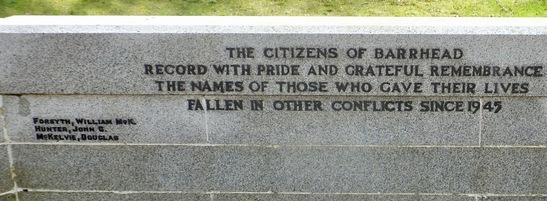 THE CITIZENS OF BARRHEAD
RECORD WITH PRIDE AND GRATEFUL REMEMBRANCE
THE NAMES OF THOSE WHO GAVE THEIR LIVES
FALLEN IN OTHER CONFLICTS SINCE 1945
FORSYTH, WILLIAM MCK.
HUNTER, JOHN G.
MCKELVIE, DOUGLAS